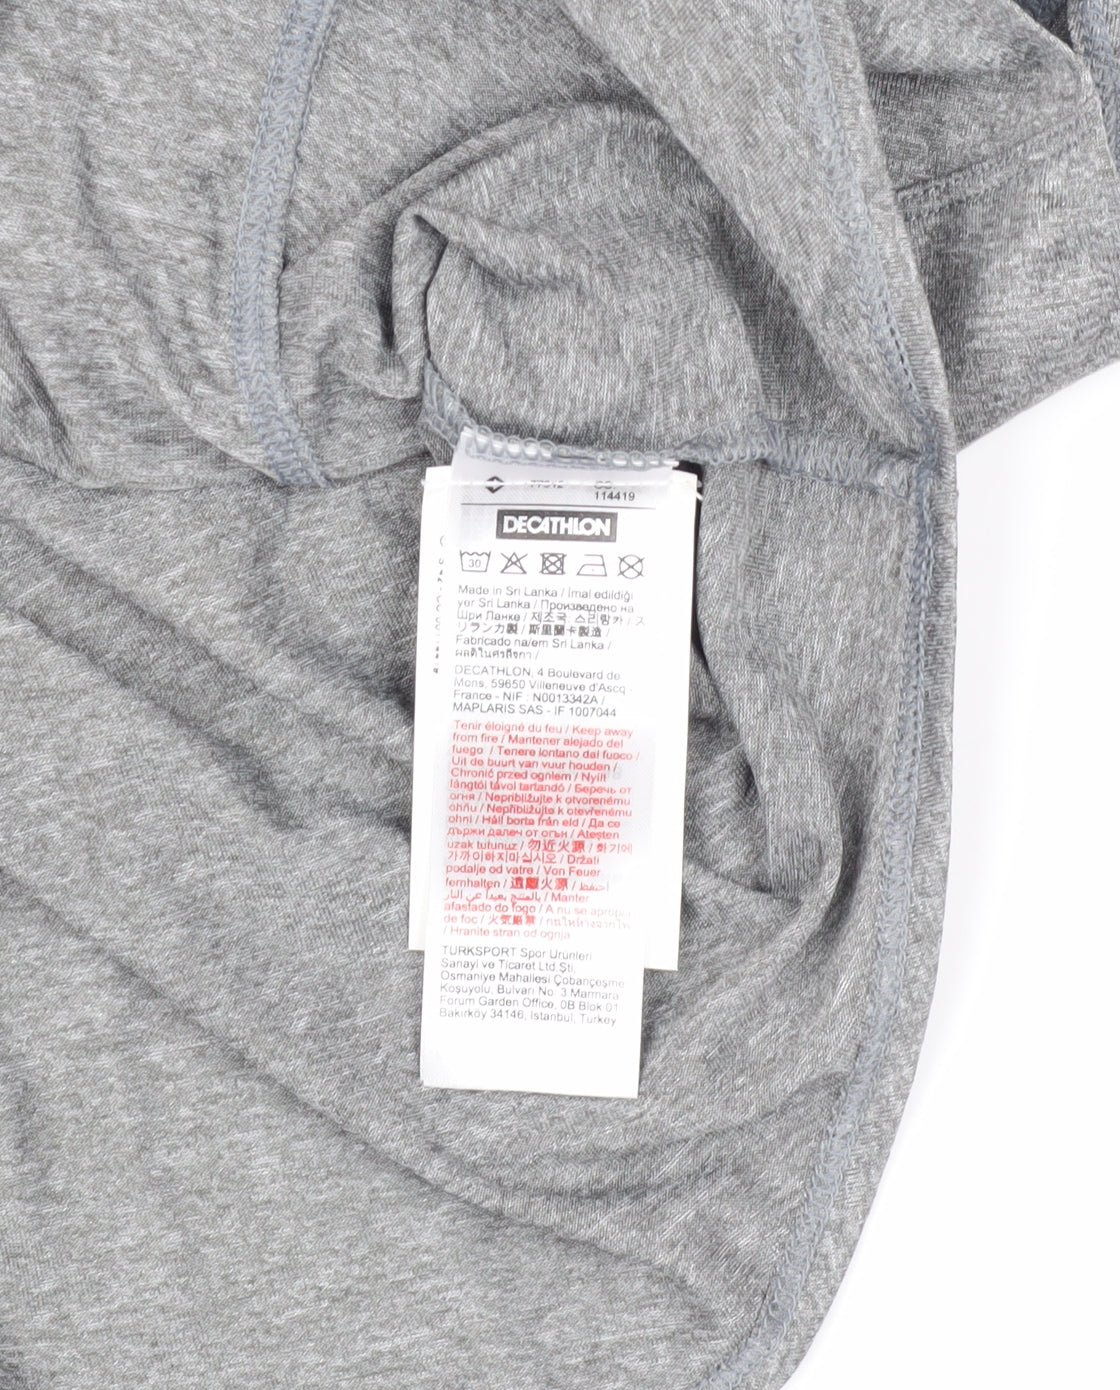 114419
DECATHLON
30
Made in Sri Lanka / İmal edildiği
yer Sri Lanka / Произведено на
Шри Ланке / 제조국: 스리랑카 / ス
リランカ製 / 斯里蘭卡製造 /
Fabricado na/em Sri Lanka /
ผลิตในศรีลังกา /
DECATHLON, 4 Boulevard de
Mons, 59650 Villeneuve d'Ascq -
France - NIF : N0013342A /
MAPLARIS SAS - IF 1007044
Tenir éloigné du feu / Keep away
from fire / Mantener alejado del
fuego / Tenere lontano dal fuoco /
Uit de buurt van vuur houden /
Chronić przed ogniem / Nyílt
lángtól távol tartandó / Беречь от
огня / Nepribližujte k otvorenému
ohňu / Nepřibližujte k otevřenému
ohni / Håll borta från eld / Да се
държи далеч от огън / Ateşten
uzak tutunuz / 勿近火源 / 화기에
가까이하지마십시오 / Držati
podalje od vatre / Von Feuer
fernhalten / 遠離火源 / احتفظ
بالمنتج بعيدا عن النار / Manter
afastado do fogo / A nu se apropia
de foc / 火気厳禁 /
/ Hranite stran od ognja
TURKSPORT Spor Ürünleri
Sanayi ve Ticaret Ltd.Şti,
Osmaniye Mahallesi Çobançeşme
Koşuyolu, Bulvari No: 3 Marmara
Forum Garden Office, 0B Blok 01
Bakırköy 34146, Istanbul, Turkey